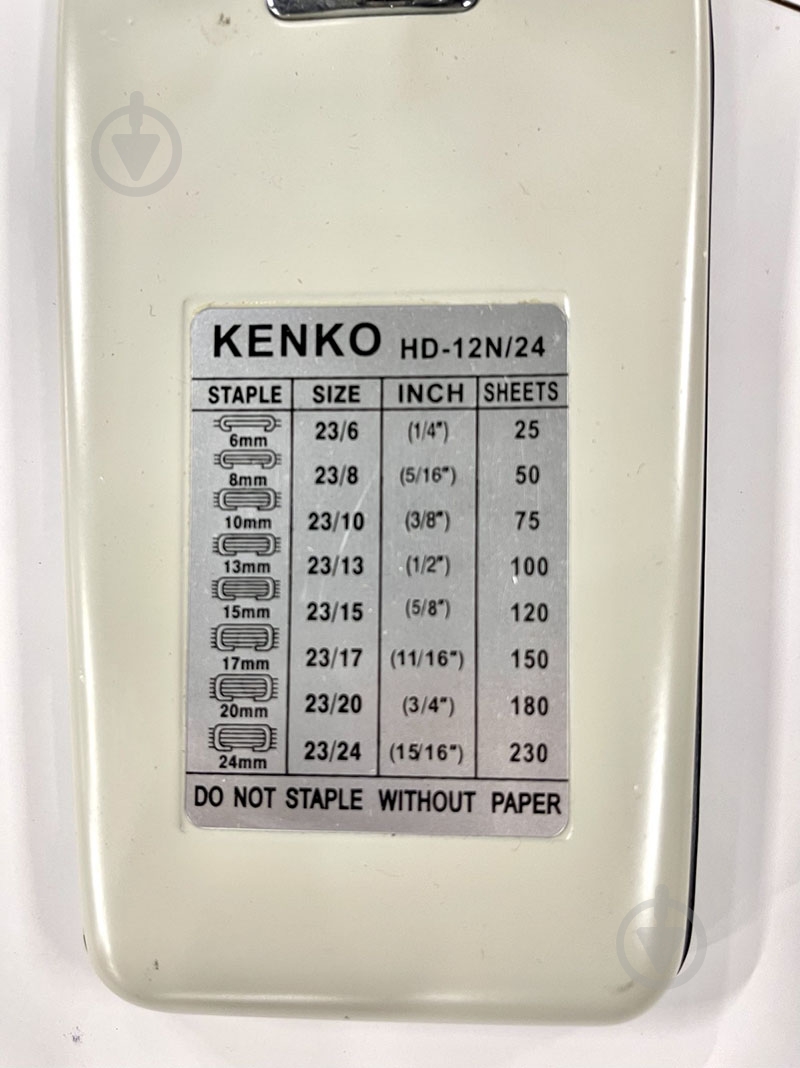 KENKO HD-12N/24
STAPLE SIZE INCH SHEETS
6mm 23/6 (1/4") 25
8mm 23/8 (5/16") 50
10mm 23/10 (3/8") 75
13mm 23/13 (1/2") 100
15mm 23/15 (5/8") 120
17mm 23/17 (11/16") 150
20mm 23/20 (3/4") 180
24mm 23/24 (15/16") 230
DO NOT STAPLE WITHOUT PAPER